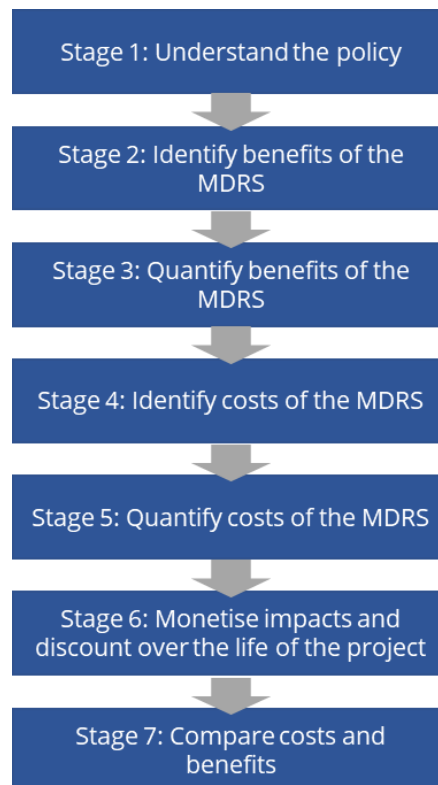 Stage 1: Understand the policy
Stage 2: Identify benefits of the
MDRS
Stage 3: Quantify benefits of the
MDRS
Stage 4: Identify costs of the MDRS
Stage 5: Quantify costs of the MDRS
Stage 6: Monetise impacts and
discount over the life of the project
Stage 7: Compare costs and
benefits